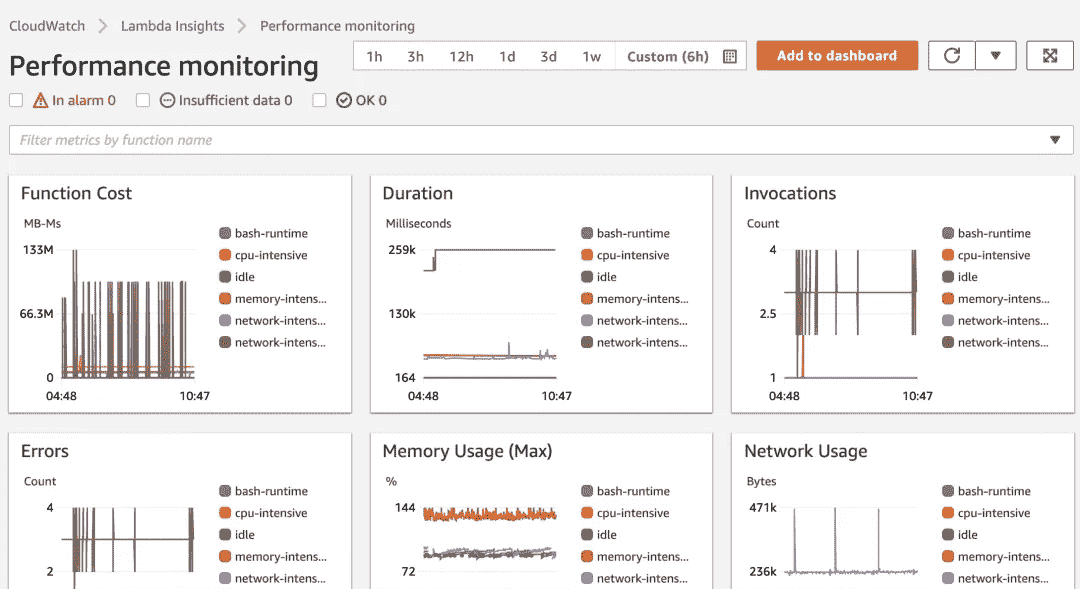 CloudWatch > Lambda Insights > Performance monitoring
Performance monitoring
1h 3h 12h 1d 3d 1w Custom (6h)
Add to dashboard
In alarm 0 Insufficient data 0 OK 0
Filter metrics by function name
Function Cost
MB-Ms
133M
66.3M
0
04:48 10:47
bash-runtime
cpu-intensive
idle
memory-intens...
network-intens...
network-intens...
Duration
Milliseconds
259k
130k
164
04:48 10:47
bash-runtime
cpu-intensive
idle
memory-intens...
network-intens...
network-intens...
Invocations
Count
4
2.5
1
04:48 10:47
bash-runtime
cpu-intensive
idle
memory-intens...
network-intens...
network-intens...
Errors
Count
4
2
bash-runtime
cpu-intensive
idle
memory-intens...
network-intens...
Memory Usage (Max)
%
144
72
bash-runtime
cpu-intensive
idle
memory-intens...
network-intens...
Network Usage
Bytes
471k
236k
bash-runtime
cpu-intensive
idle
memory-intens...
network-intens...